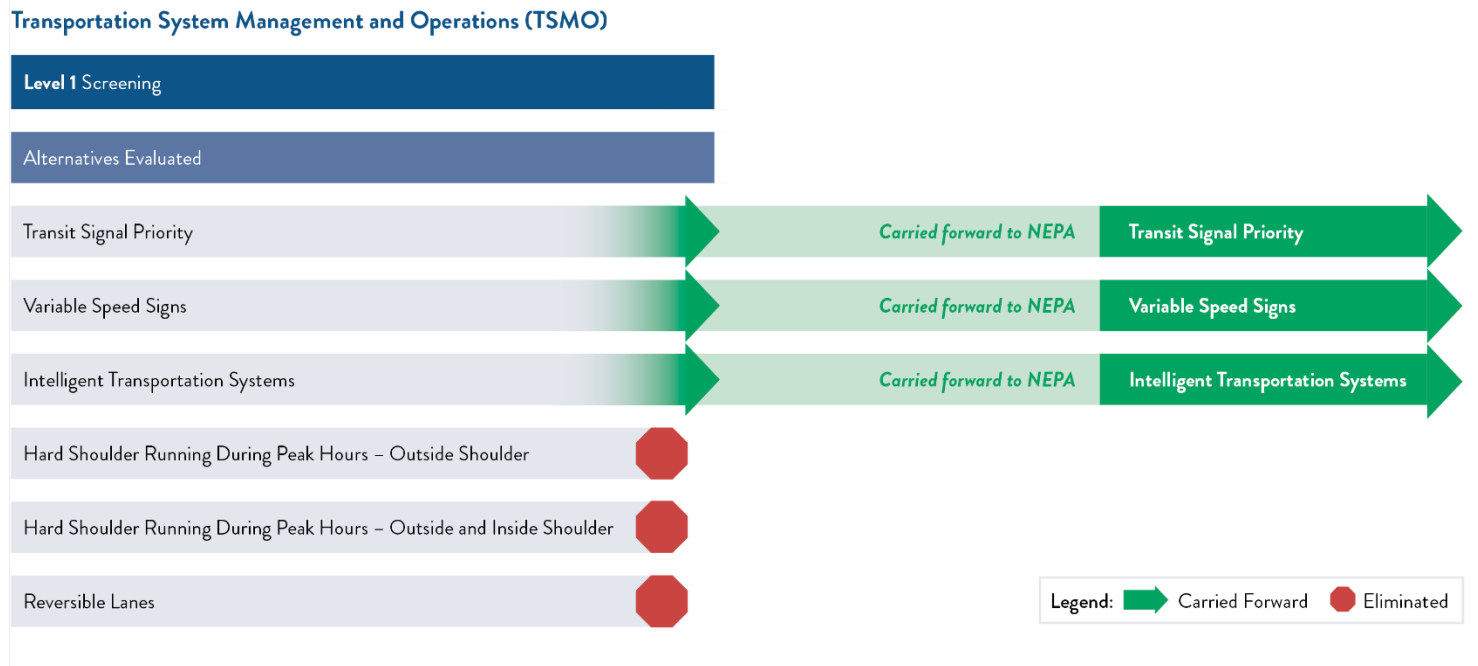 Transportation System Management and Operations (TSMO)
Level 1 Screening
Alternatives Evaluated
Transit Signal Priority
Carried forward to NEPA
Transit Signal Priority
Variable Speed Signs
Carried forward to NEPA
Variable Speed Signs
Intelligent Transportation Systems
Carried forward to NEPA
Intelligent Transportation Systems
Hard Shoulder Running During Peak Hours – Outside Shoulder
Hard Shoulder Running During Peak Hours – Outside and Inside Shoulder
Reversible Lanes
Legend: Carried Forward Eliminated